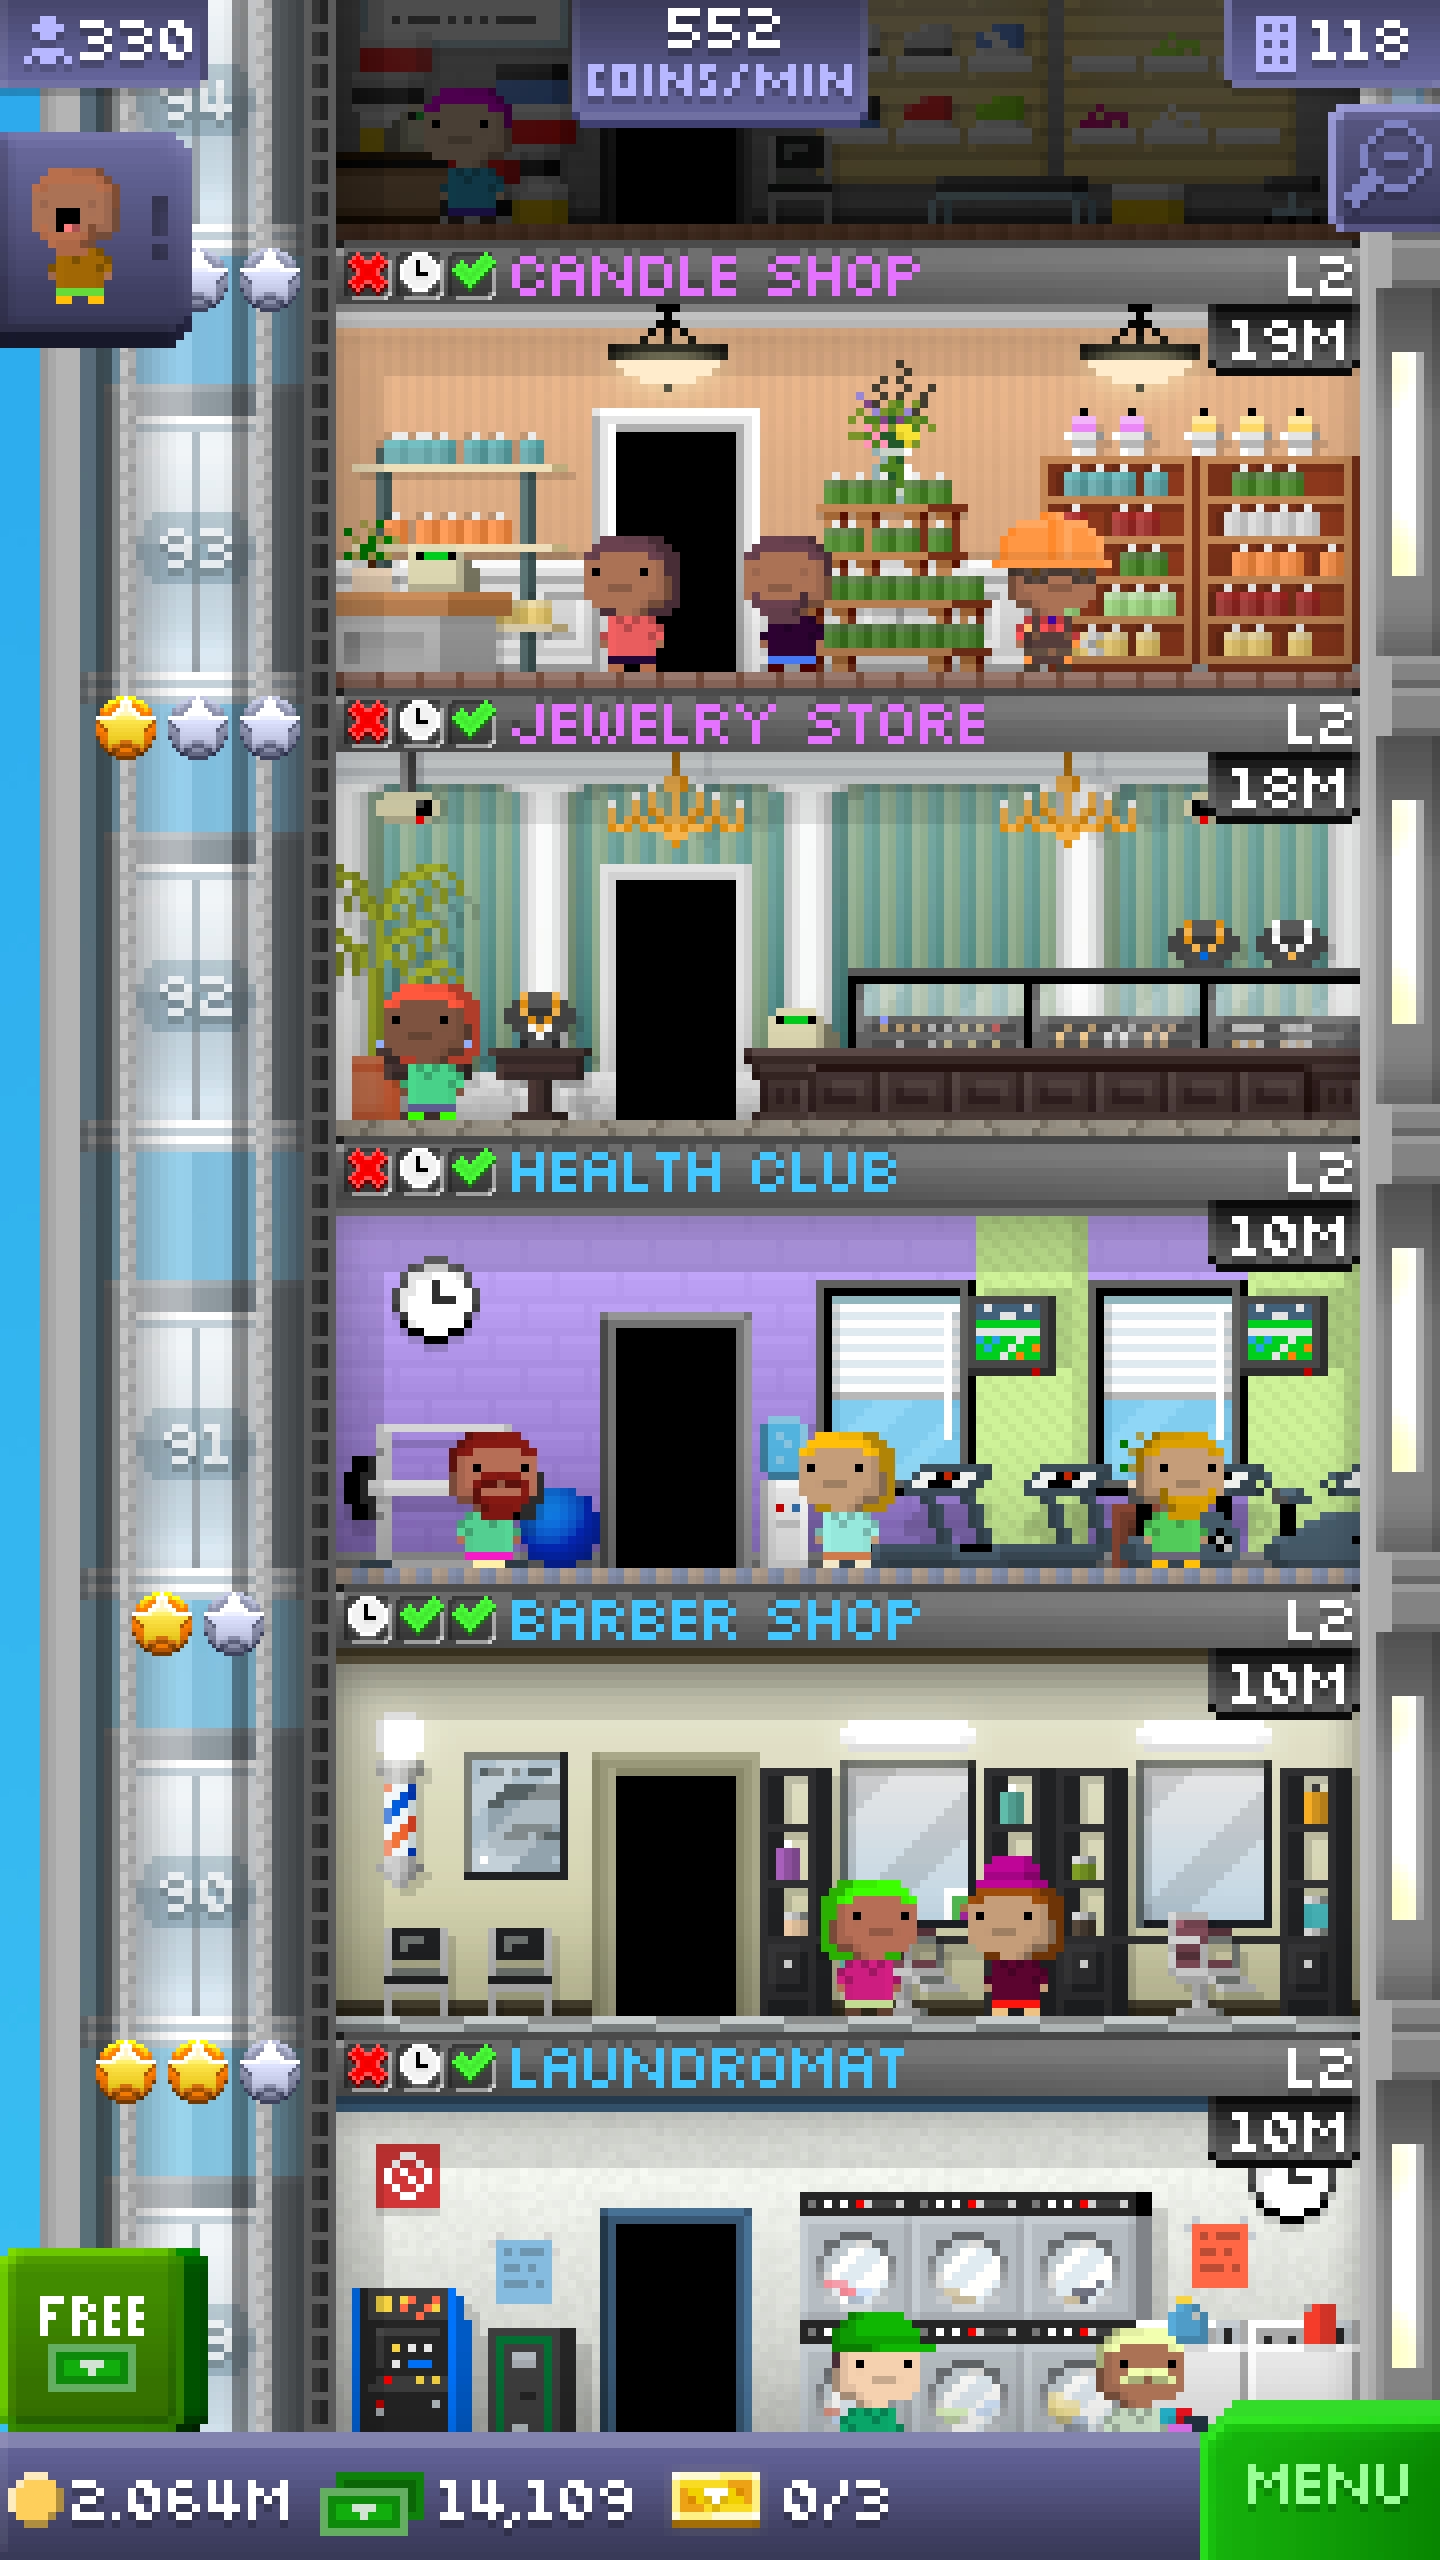 330
552
COINS/MIN
118
94
CANDLE SHOP
L2
19M
93
JEWELRY STORE
L2
18M
92
HEALTH CLUB
L2
10M
91
BARBER SHOP
L2
10M
90
LAUNDROMAT
L2
10M
FREE
2.064M
14,109
0/3
MENU